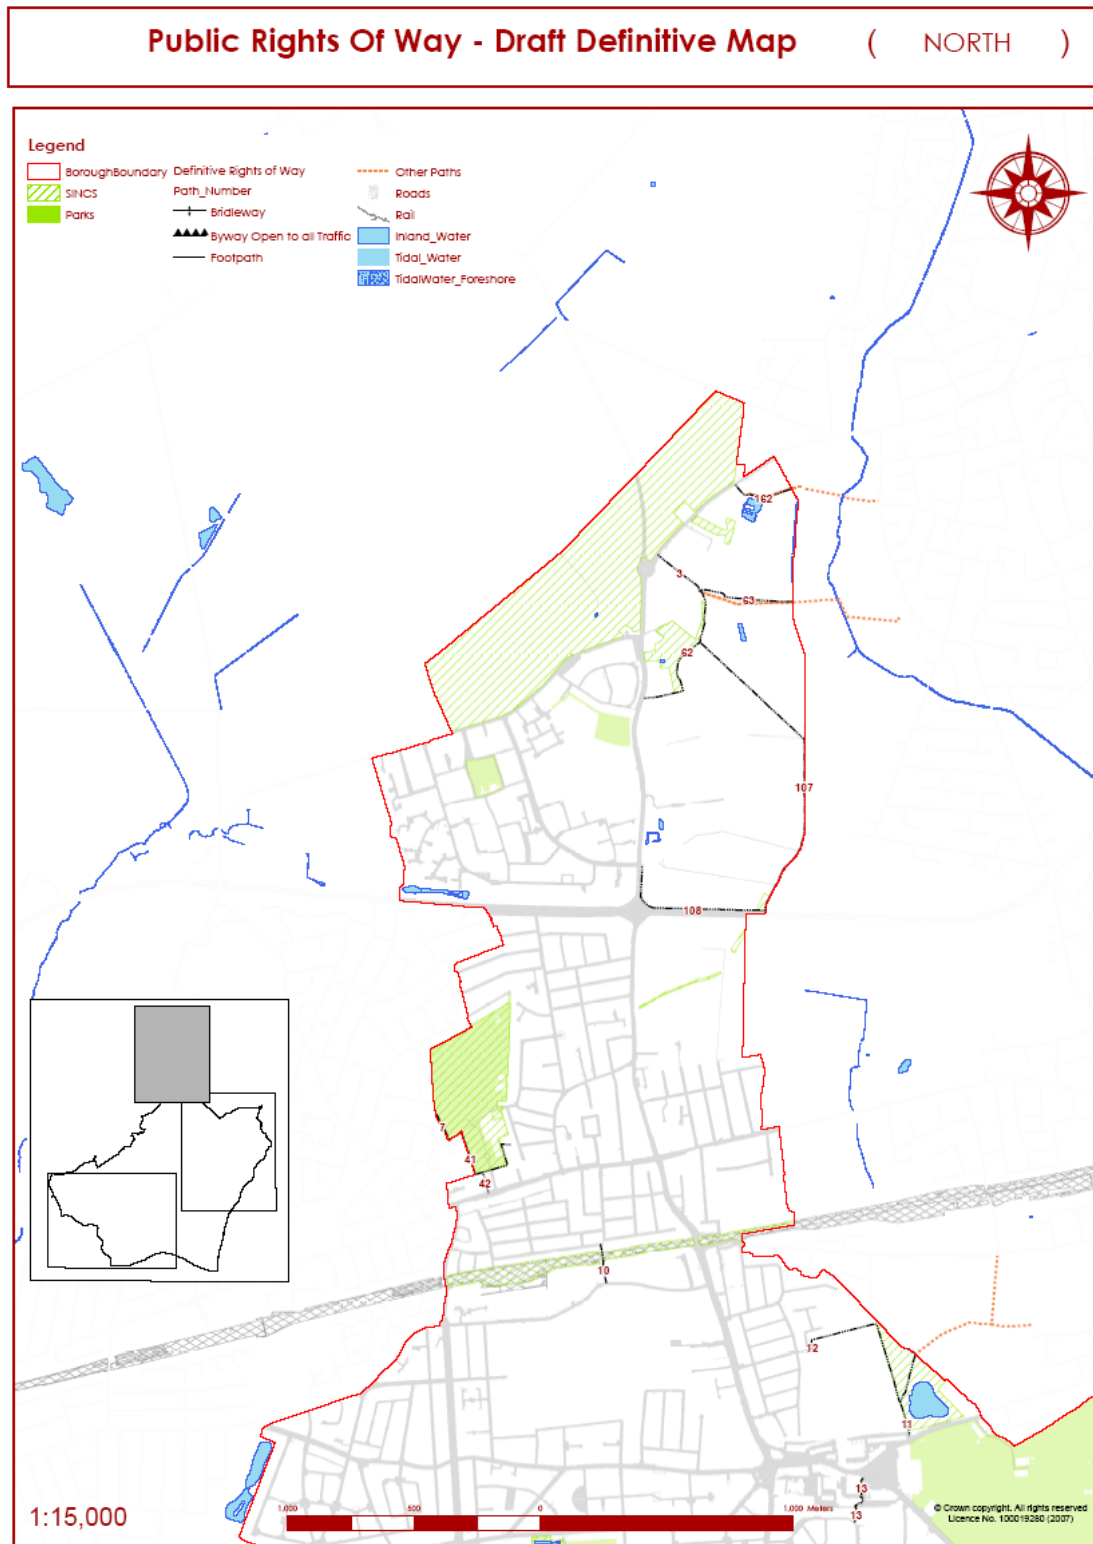 Public Rights Of Way - Draft Definitive Map ( NORTH )
Legend
BoroughBoundary
SINCS
Parks
Definitive Rights of Way
Path_Number
Bridleway
Byway Open to all Traffic
Footpath
Other Paths
Roads
Rail
Inland_Water
Tidal_Water
TidalWater_Foreshore
162
3
63
62
107
108
7
41
42
10
12
11
13
13
1:15,000
1,000 500 0 1,000 Meters
© Crown copyright. All rights reserved
Licence No. 100019280 (2007)